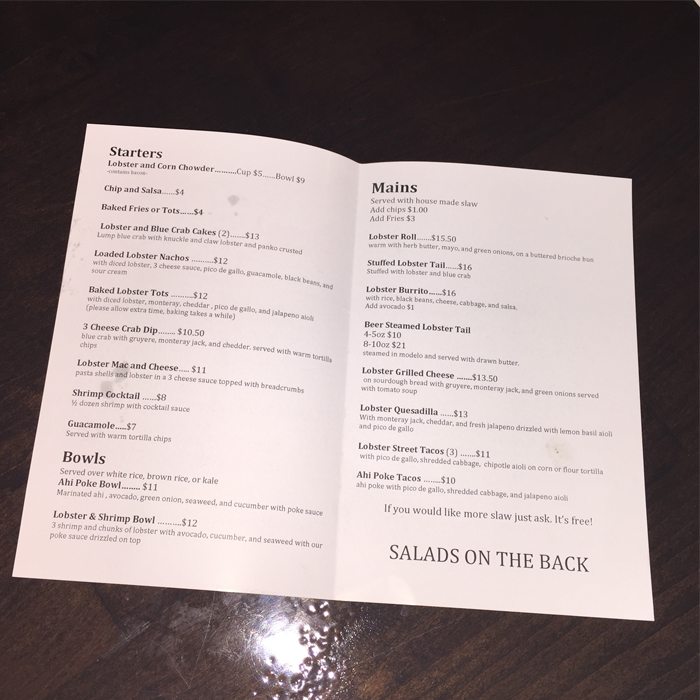 Starters
Lobster and Corn Chowder..........Cup $5......Bowl $9
-contains bacon-
Chip and Salsa......$4
Baked Fries or Tots......$4
Lobster and Blue Crab Cakes (2)......$13
Lump blue crab with knuckle and claw lobster and panko crusted
Loaded Lobster Nachos ..........$12
with diced lobster, 3 cheese sauce, pico de gallo, guacamole, black beans, and
sour cream
Baked Lobster Tots ..........$12
with diced lobster, monteray, cheddar , pico de gallo, and jalapeno aioli
(please allow extra time, baking takes a while)
3 Cheese Crab Dip....... $10.50
blue crab with gruyere, monteray jack, and chedder. served with warm tortilla
chips
Lobster Mac and Cheese..... $11
pasta shells and lobster in a 3 cheese sauce topped with breadcrumbs
Shrimp Cocktail ......$8
½ dozen shrimp with cocktail sauce
Guacamole.....$7
Served with warm tortilla chips
Bowls
Served over white rice, brown rice, or kale
Ahi Poke Bowl........ $11
Marinated ahi , avocado, green onion, seaweed, and cucumber with poke sauce
Lobster & Shrimp Bowl ..........$12
3 shrimp and chunks of lobster with avocado, cucumber, and seaweed with our
poke sauce drizzled on top
Mains
Served with house made slaw
Add chips $1.00
Add Fries $3
Lobster Roll......$15.50
warm with herb butter, mayo, and green onions, on a buttered brioche bun
Stuffed Lobster Tail.....$16
Stuffed with lobster and blue crab
Lobster Burrito......$16
with rice, black beans, cheese, cabbage, and salsa.
Add avocado $1
Beer Steamed Lobster Tail
4-5oz $10
8-10oz $21
steamed in modelo and served with drawn butter.
Lobster Grilled Cheese .......$13.50
on sourdough bread with gruyere, monteray jack, and green onions served
with tomato soup
Lobster Quesadilla ......$13
With monteray jack, cheddar, and fresh jalapeno drizzled with lemon basil aioli
and pico de gallo
Lobster Street Tacos (3) .......$11
with pico de gallo, shredded cabbage, chipotle aioli on corn or flour tortilla
Ahi Poke Tacos .......$10
ahi poke with pico de gallo, shredded cabbage, and jalapeno aioli
If you would like more slaw just ask. It's free!
SALADS ON THE BACK